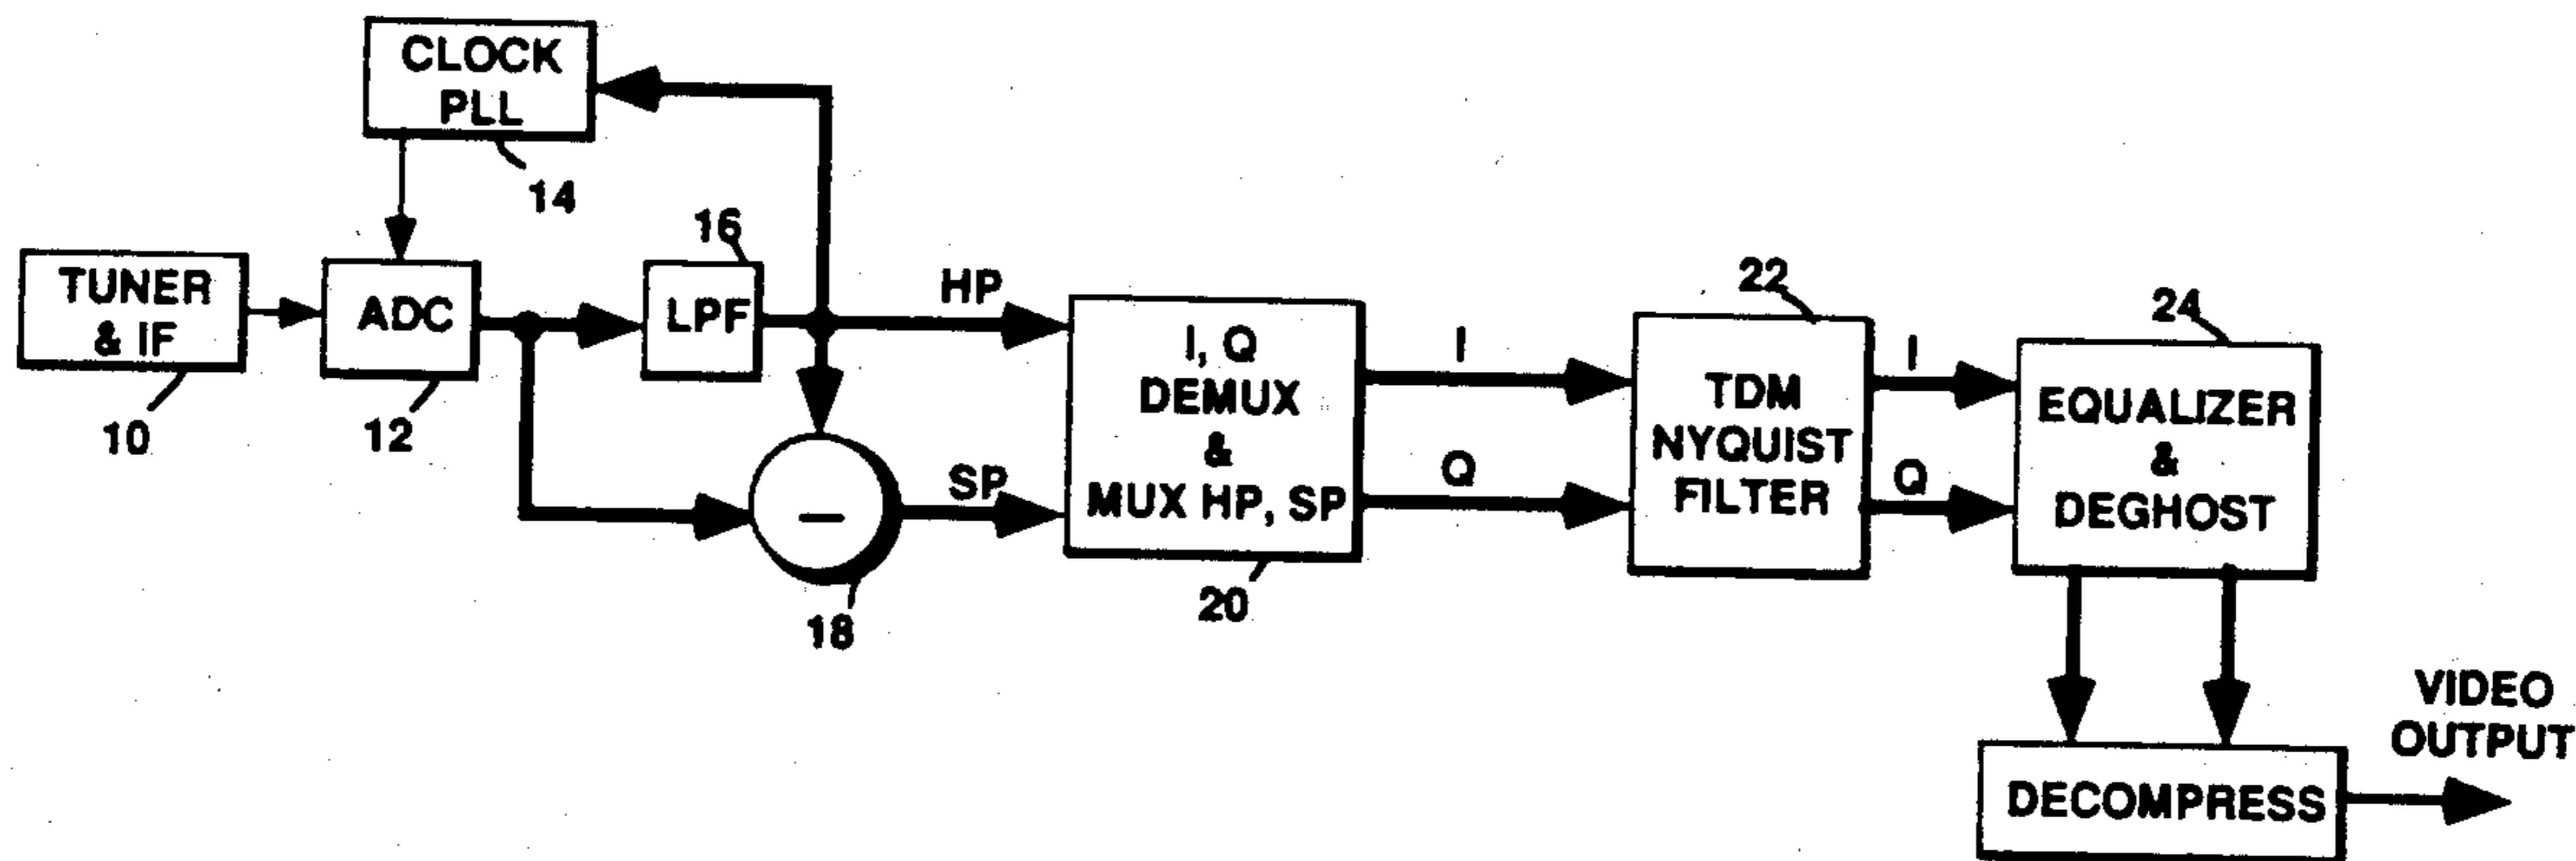 CLOCK
PLL
14
TUNER
& IF
10
ADC
12
16
LPF
HP
SP
18
I, Q
DEMUX
&
MUX HP, SP
20
I
Q
22
TDM
NYQUIST
FILTER
I
Q
24
EQUALIZER
&
DEGHOST
DECOMPRESS
VIDEO
OUTPUT